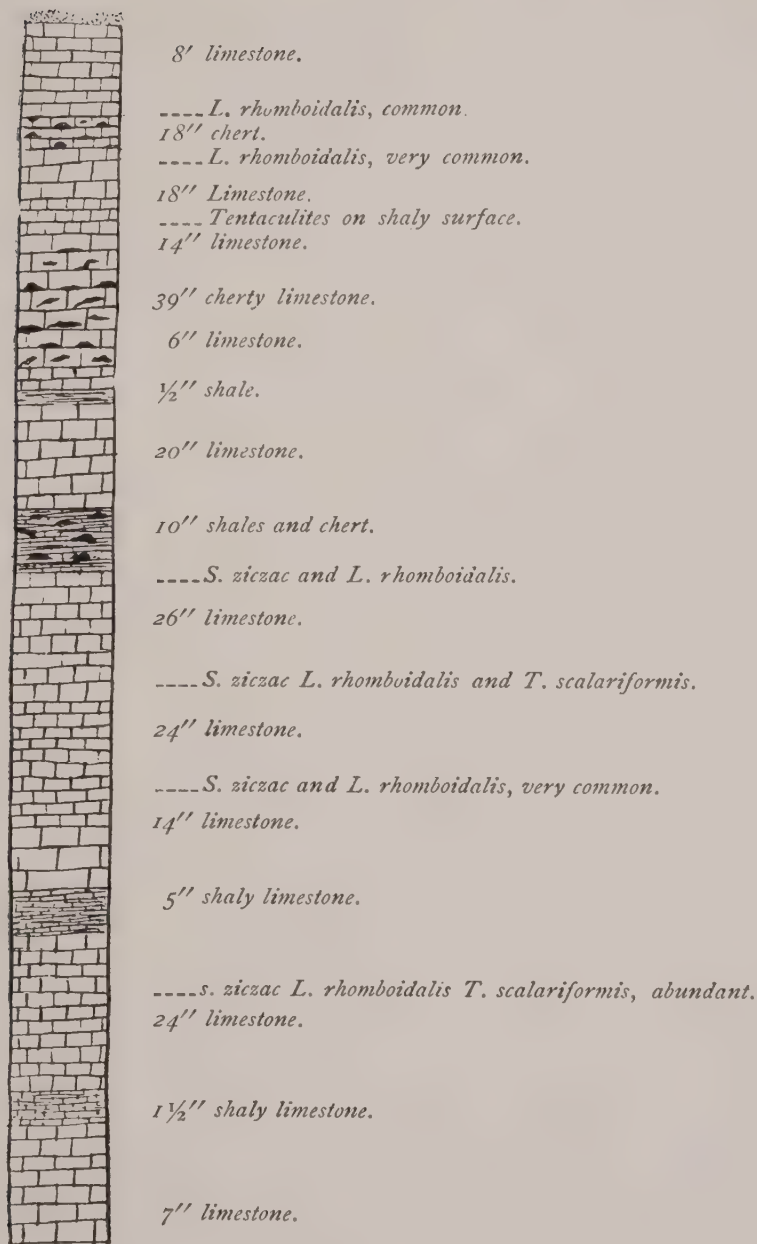 8′ limestone.
----L. rhomboidalis, common.
18″ chert.
----L. rhomboidalis, very common.
18″ Limestone.
----Tentaculites on shaly surface.
14″ limestone.
39″ cherty limestone.
6″ limestone.
½″ shale.
20″ limestone.
10″ shales and chert.
----S. ziczac and L. rhomboidalis.
26″ limestone.
----S. ziczac L. rhomboidalis and T. scalariformis.
24″ limestone.
----S. ziczac and L. rhomboidalis, very common.
14″ limestone.
5″ shaly limestone.
----s. ziczac L. rhomboidalis T. scalariformis, abundant.
24″ limestone.
1½″ shaly limestone.
7″ limestone.